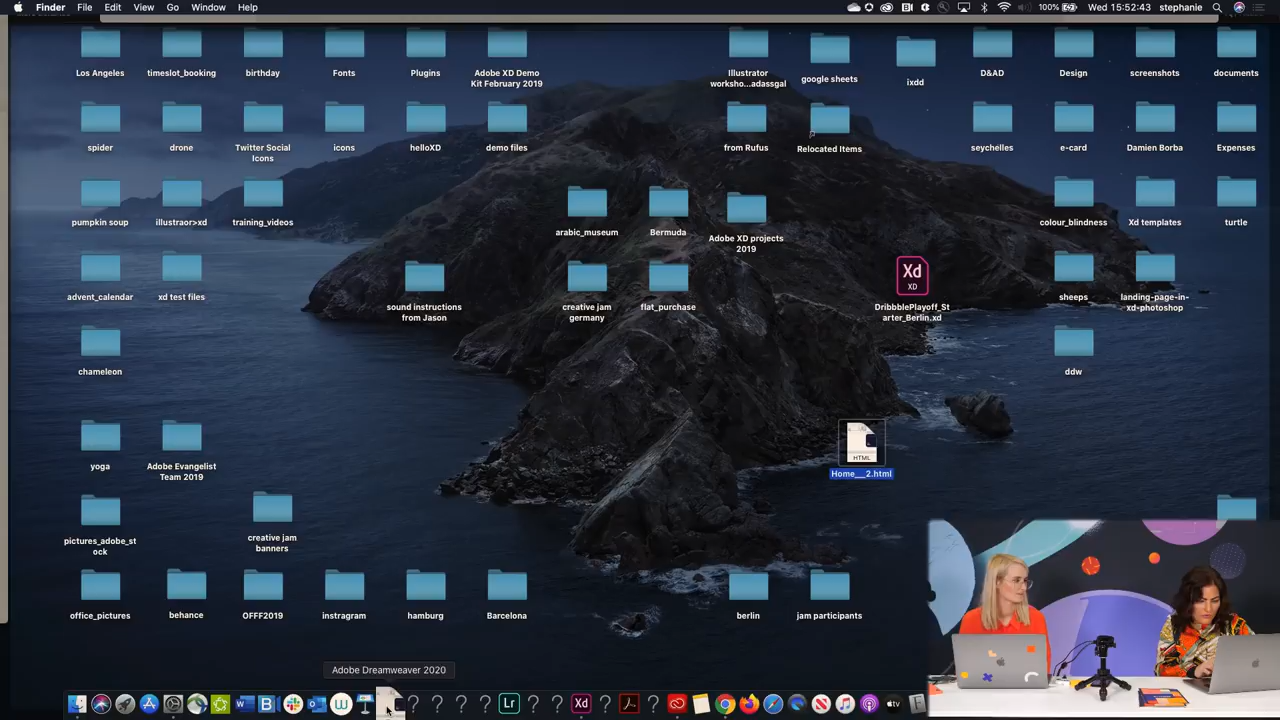 Finder File Edit View Go Window Help
100% Wed 15:52:43 stephanie
Los Angeles
timeslot_booking
birthday
Fonts
Plugins
Adobe XD Demo
Kit February 2019
Illustrator
worksho...adassgal
google sheets
ixdd
D&AD
Design
screenshots
documents
spider
drone
Twitter Social
Icons
icons
helloXD
demo files
from Rufus
Relocated Items
seychelles
e-card
Damien Borba
Expenses
pumpkin soup
illustraor>xd
training_videos
arabic_museum
Bermuda
Adobe XD projects
2019
colour_blindness
Xd templates
turtle
advent_calendar
xd test files
sound instructions
from Jason
creative jam
germany
flat_purchase
Xd
XD
DribbblePlayoff_St
arter_Berlin.xd
sheeps
landing-page-in-
xd-photoshop
chameleon
ddw
yoga
Adobe Evangelist
Team 2019
HTML
Home__2.html
pictures_adobe_st
ock
creative jam
banners
office_pictures
behance
OFFF2019
instragram
hamburg
Barcelona
berlin
jam participants
Adobe Dreamweaver 2020
W B W ? ? ? ? Lr ? ? Xd ? ? tv E